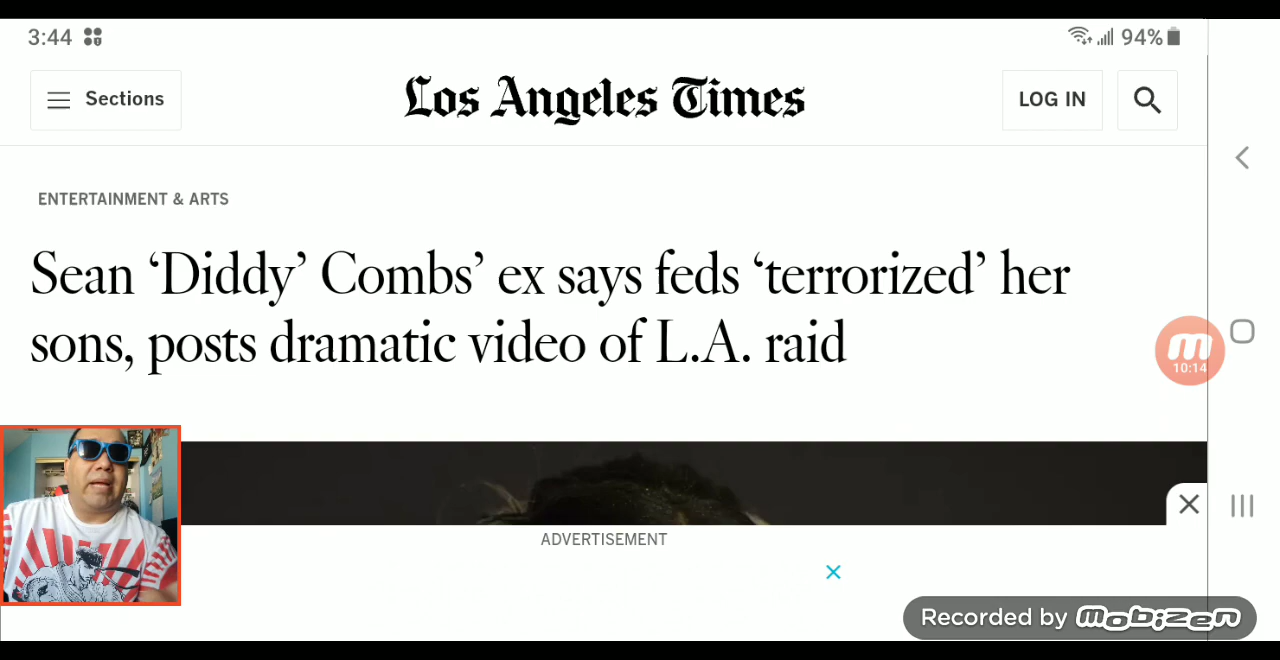 3:44
94%
Sections
Los Angeles Times
LOG IN
ENTERTAINMENT & ARTS
Sean ‘Diddy’ Combs’ ex says feds ‘terrorized’ her
sons, posts dramatic video of L.A. raid
10:14
ADVERTISEMENT
Recorded by mobizen